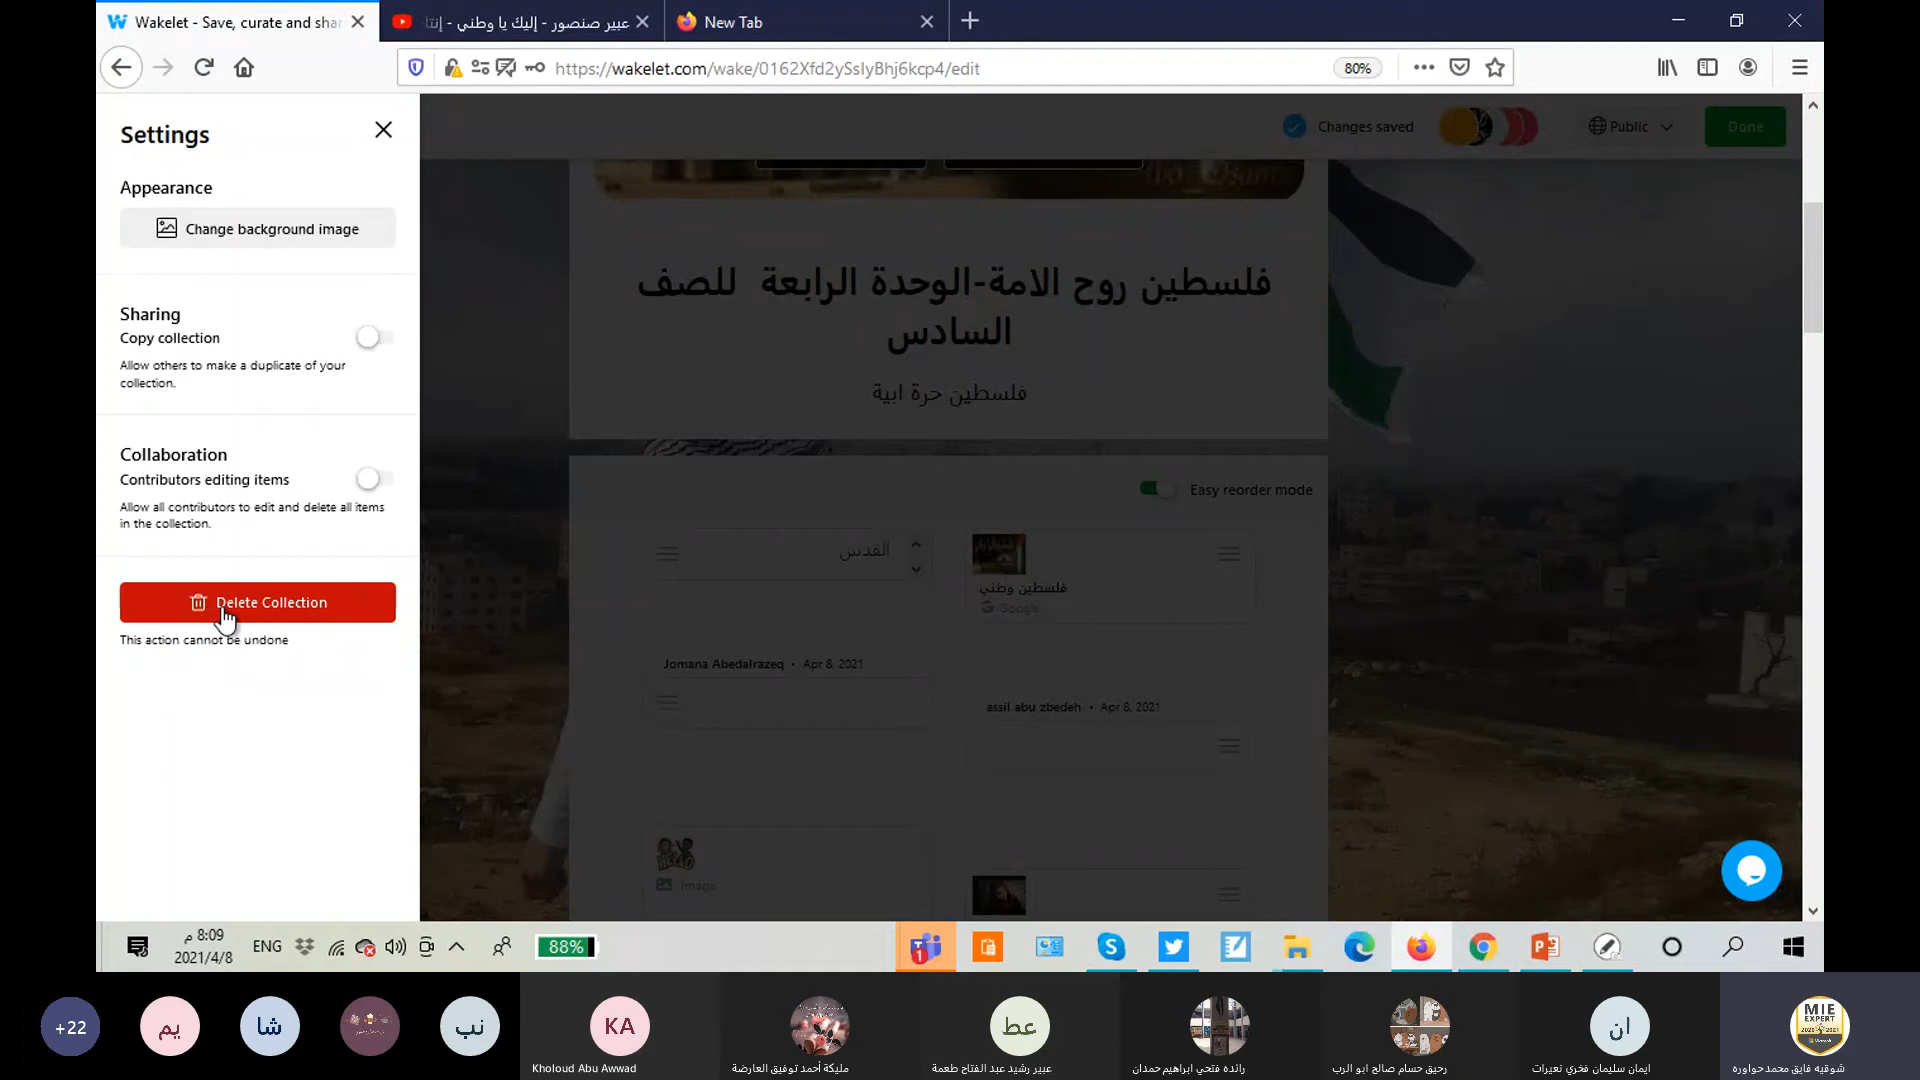 Wakelet - Save, curate and shar
عبير صنصور - إليك يا وطني - إنتا
New Tab
https://wakelet.com/wake/0162Xfd2ySsIyBhj6kcp4/edit
80%
Settings
Appearance
Change background image
Sharing
Copy collection
Allow others to make a duplicate of your
collection.
Collaboration
Contributors editing items
Allow all contributors to edit and delete all items
in the collection.
Delete Collection
This action cannot be undone
Changes saved
Public
Done
فلسطين روح الامة-الوحدة الرابعة للصف
السادس
فلسطين حرة ابية
Easy reorder mode
القدس
فلسطين وطني
Google
Jomana Abedalrazeq • Apr 8, 2021
assil abu zbedeh • Apr 8, 2021
Image
8:09 م
2021/4/8
ENG
88%
1
+22
يم
شا
نب
KA
Kholoud Abu Awwad
مليكة أحمد توفيق العارضة
عط
عبير رشيد عبد الفتاح طعمة
رائده فتحي ابراهيم حمدان
رحيق حسام صالح ابو الرب
ان
ايمان سليمان فخري نعيرات
MIE
EXPERT
شوقيه فايق محمد حواوره